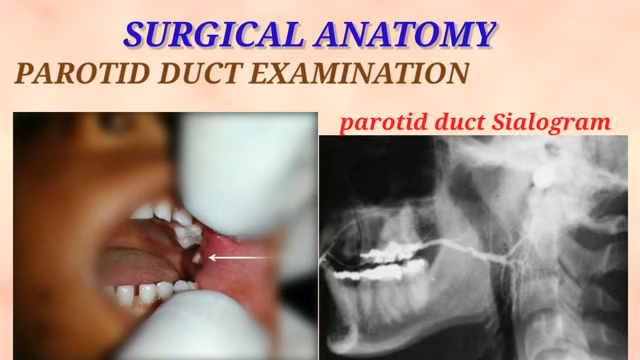 SURGICAL ANATOMY
PAROTID DUCT EXAMINATION
parotid duct Sialogram